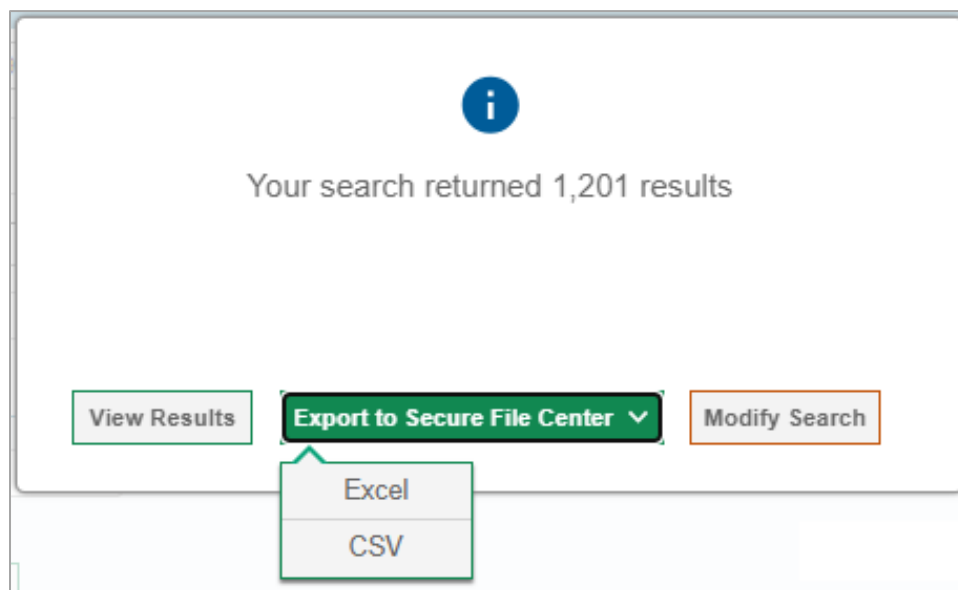 Your search returned 1,201 results
View Results
Export to Secure File Center
Modify Search
Excel
CSV